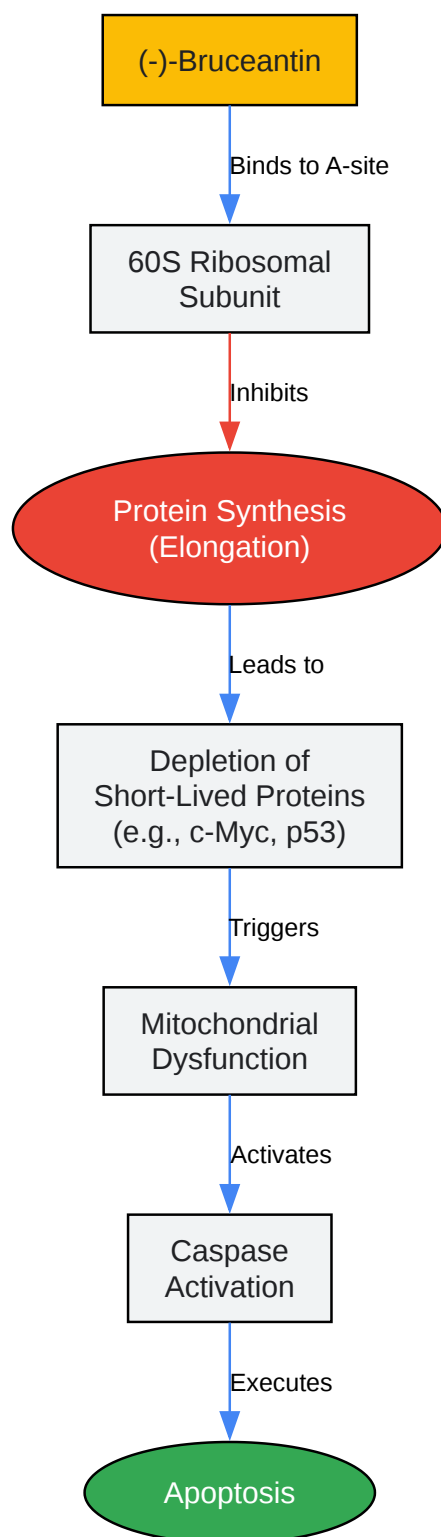 (-)-Bruceantin
Binds to A-site
60S Ribosomal
Subunit
Inhibits
Protein Synthesis
(Elongation)
Leads to
Depletion of
Short-Lived Proteins
(e.g., c-Myc, p53)
Triggers
Mitochondrial
Dysfunction
Activates
Caspase
Activation
Executes
Apoptosis